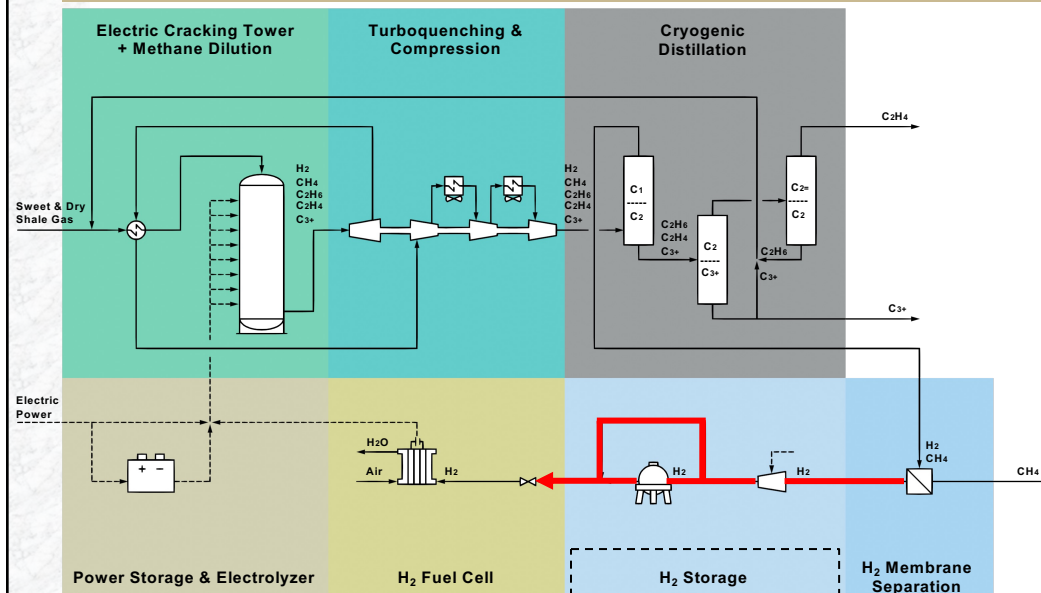 Electric Cracking Tower
+ Methane Dilution
Turboquenching &
Compression
Cryogenic
Distillation
Sweet & Dry
Shale Gas
H2
CH4
C2H6
C2H4
C3+
H2
CH4
C2H6
C2H4
C3+
C1
-----
C2
C2H6
C2H4
C3+
C2
-----
C3+
C2=
-----
C2
C2H4
C2H6
C3+
C3+
Electric
Power
+ −
H2O
Air
H2
H2
H2
H2
CH4
CH4
Power Storage & Electrolyzer
H2 Fuel Cell
H2 Storage
H2 Membrane
Separation